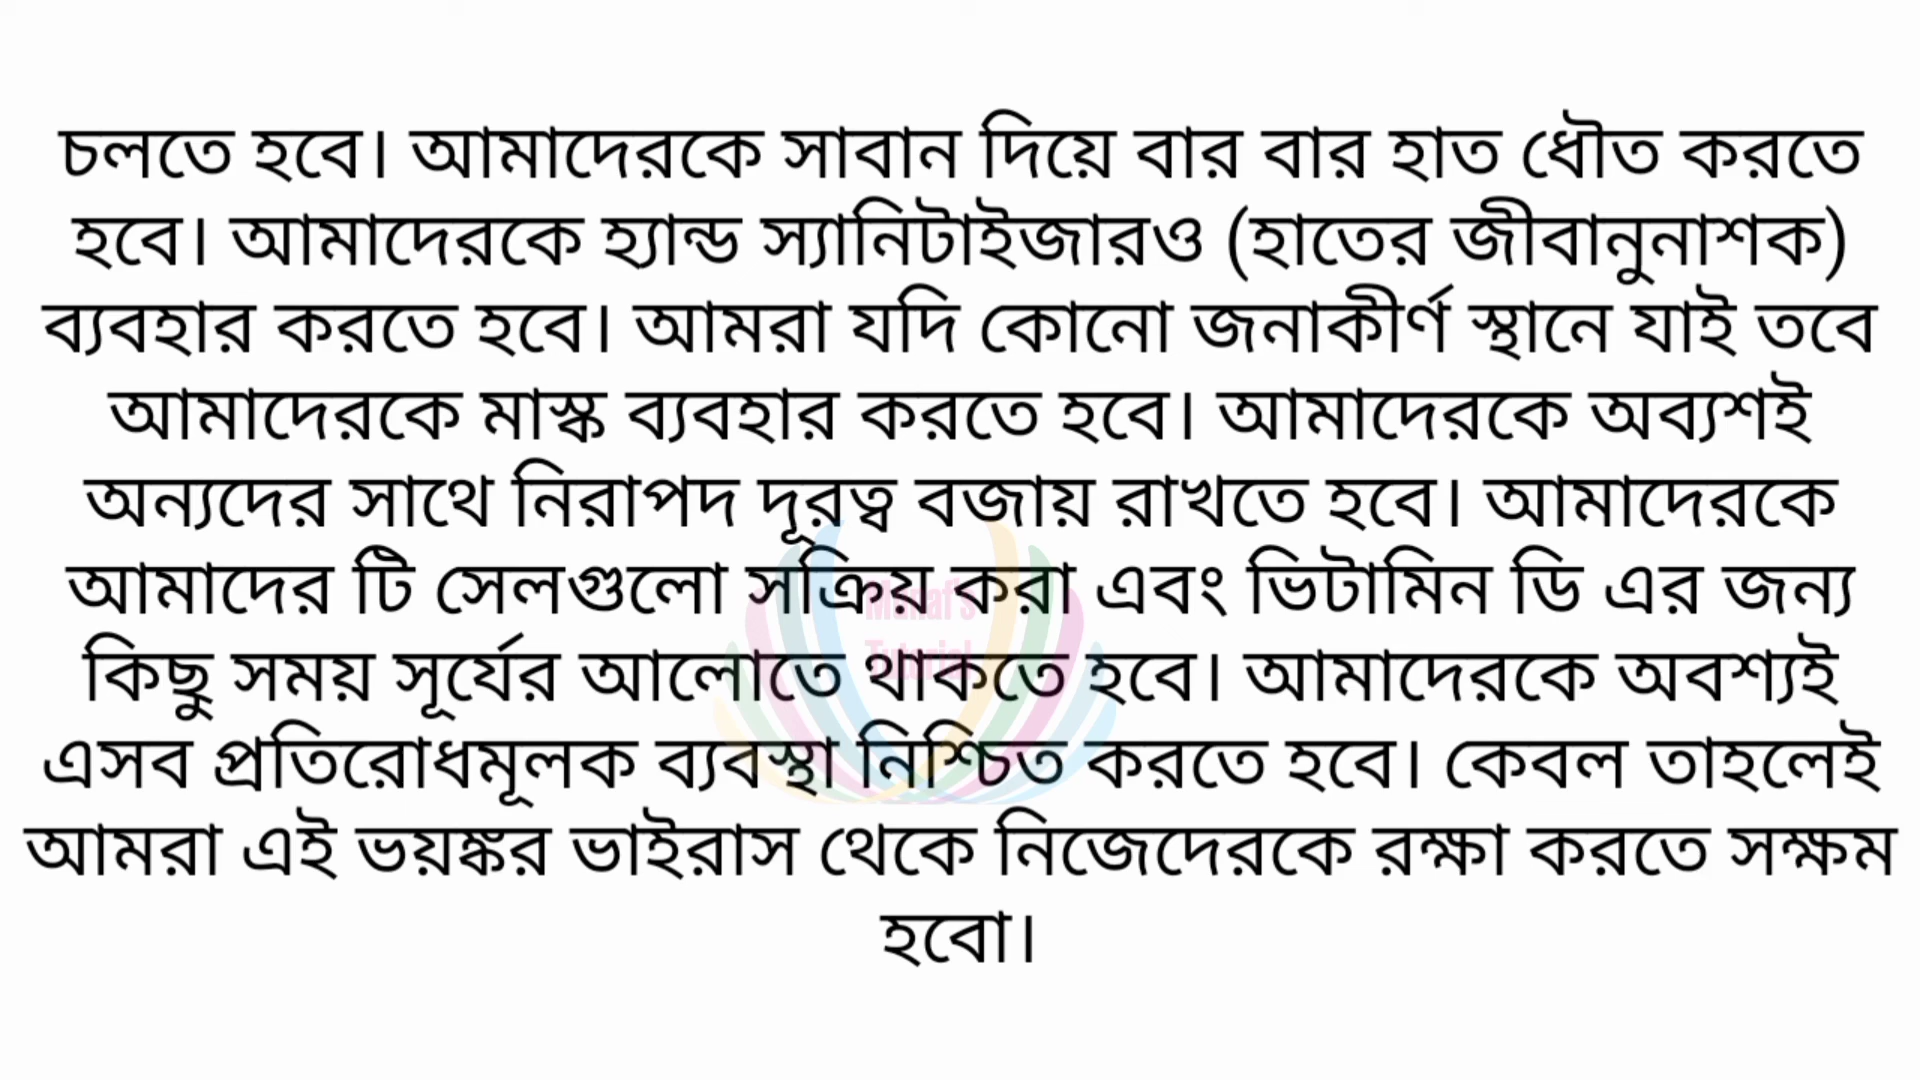 চলতে হবে। আমাদেরকে সাবান দিয়ে বার বার হাত ধৌত করতে
হবে। আমাদেরকে হ্যান্ড স্যানিটাইজারও (হাতের জীবানুনাশক)
ব্যবহার করতে হবে। আমরা যদি কোনো জনাকীর্ণ স্থানে যাই তবে
আমাদেরকে মাস্ক ব্যবহার করতে হবে। আমাদেরকে অব্যশই
অন্যদের সাথে নিরাপদ দূরত্ব বজায় রাখতে হবে। আমাদেরকে
আমাদের টি সেলগুলো সক্রিয় করা এবং ভিটামিন ডি এর জন্য
কিছু সময় সূর্যের আলোতে থাকতে হবে। আমাদেরকে অবশ্যই
এসব প্রতিরোধমূলক ব্যবস্থা নিশ্চিত করতে হবে। কেবল তাহলেই
আমরা এই ভয়ঙ্কর ভাইরাস থেকে নিজেদেরকে রক্ষা করতে সক্ষম
হবো।
Munaf's
Tutorial